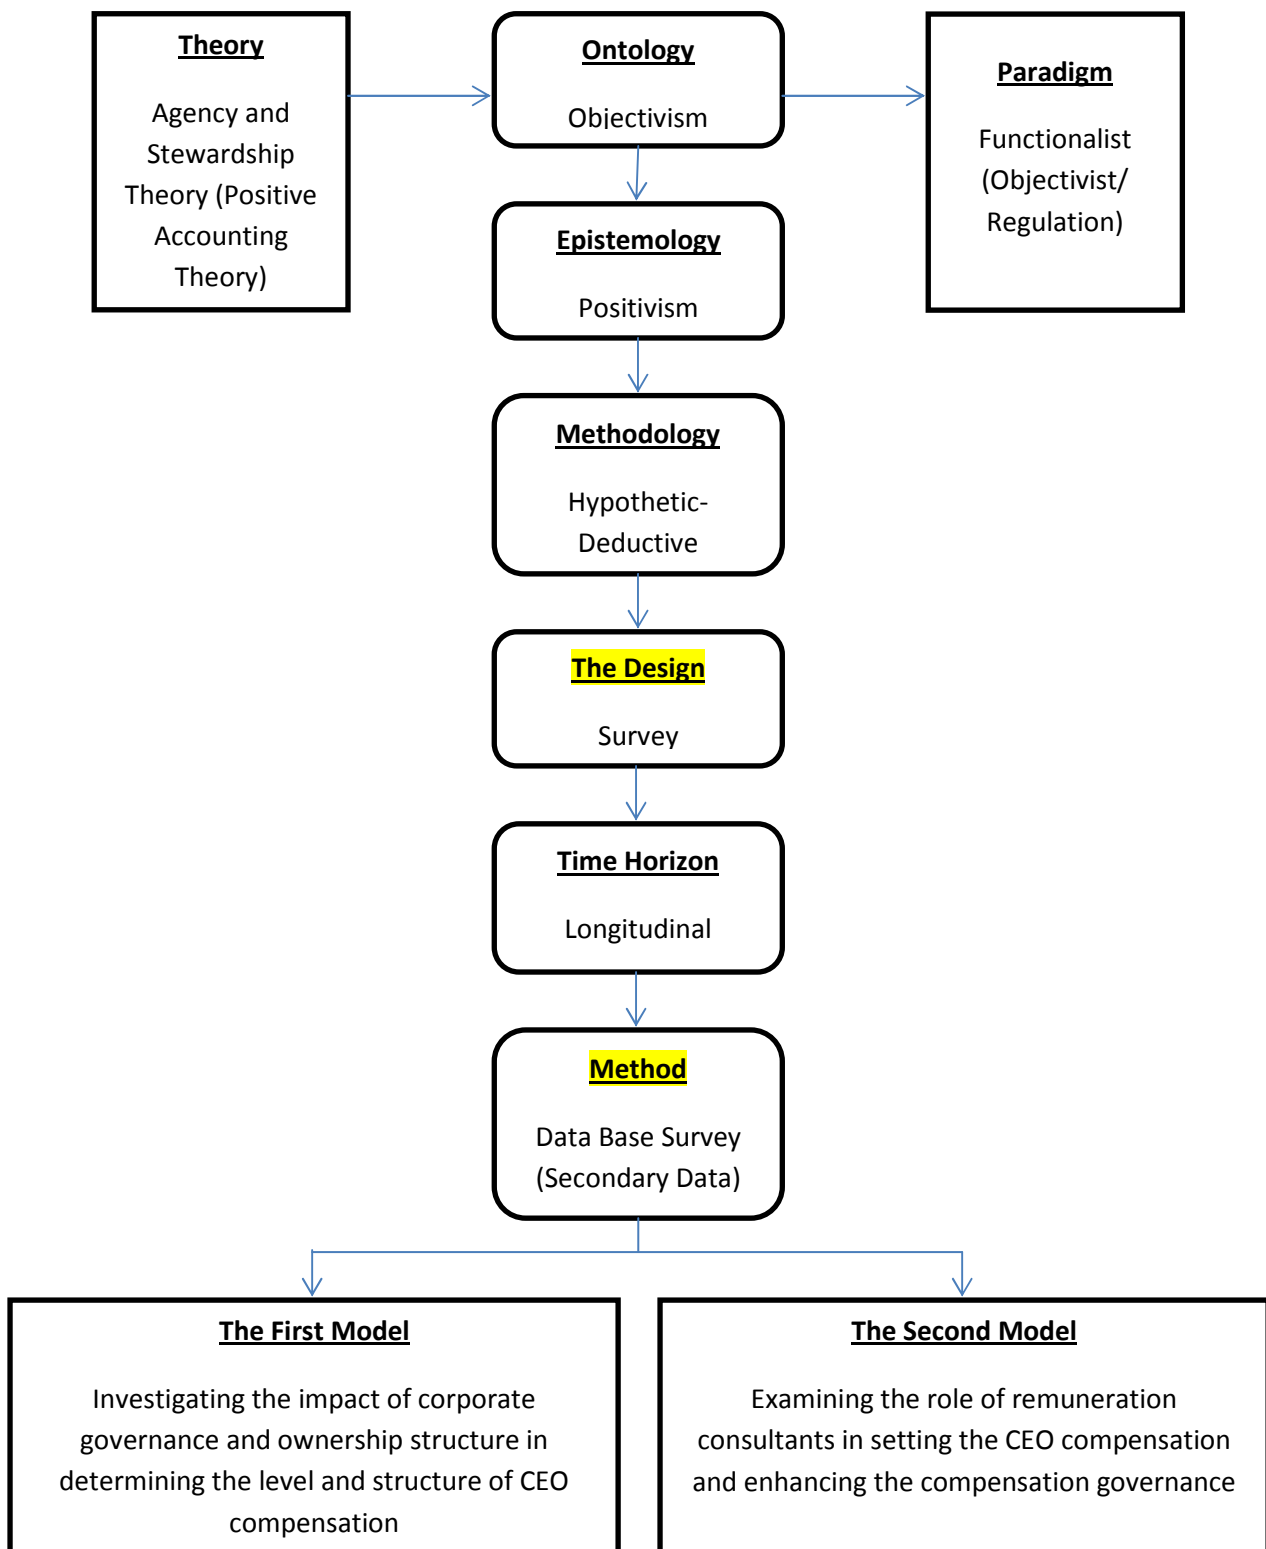 Theory
Agency and
Stewardship
Theory (Positive
Accounting
Theory)
Ontology
Objectivism
Paradigm
Functionalist
(Objectivist/
Regulation)
Epistemology
Positivism
Methodology
Hypothetic-
Deductive
The Design
Survey
Time Horizon
Longitudinal
Method
Data Base Survey
(Secondary Data)
The First Model
Investigating the impact of corporate
governance and ownership structure in
determining the level and structure of CEO
compensation
The Second Model
Examining the role of remuneration
consultants in setting the CEO compensation
and enhancing the compensation governance